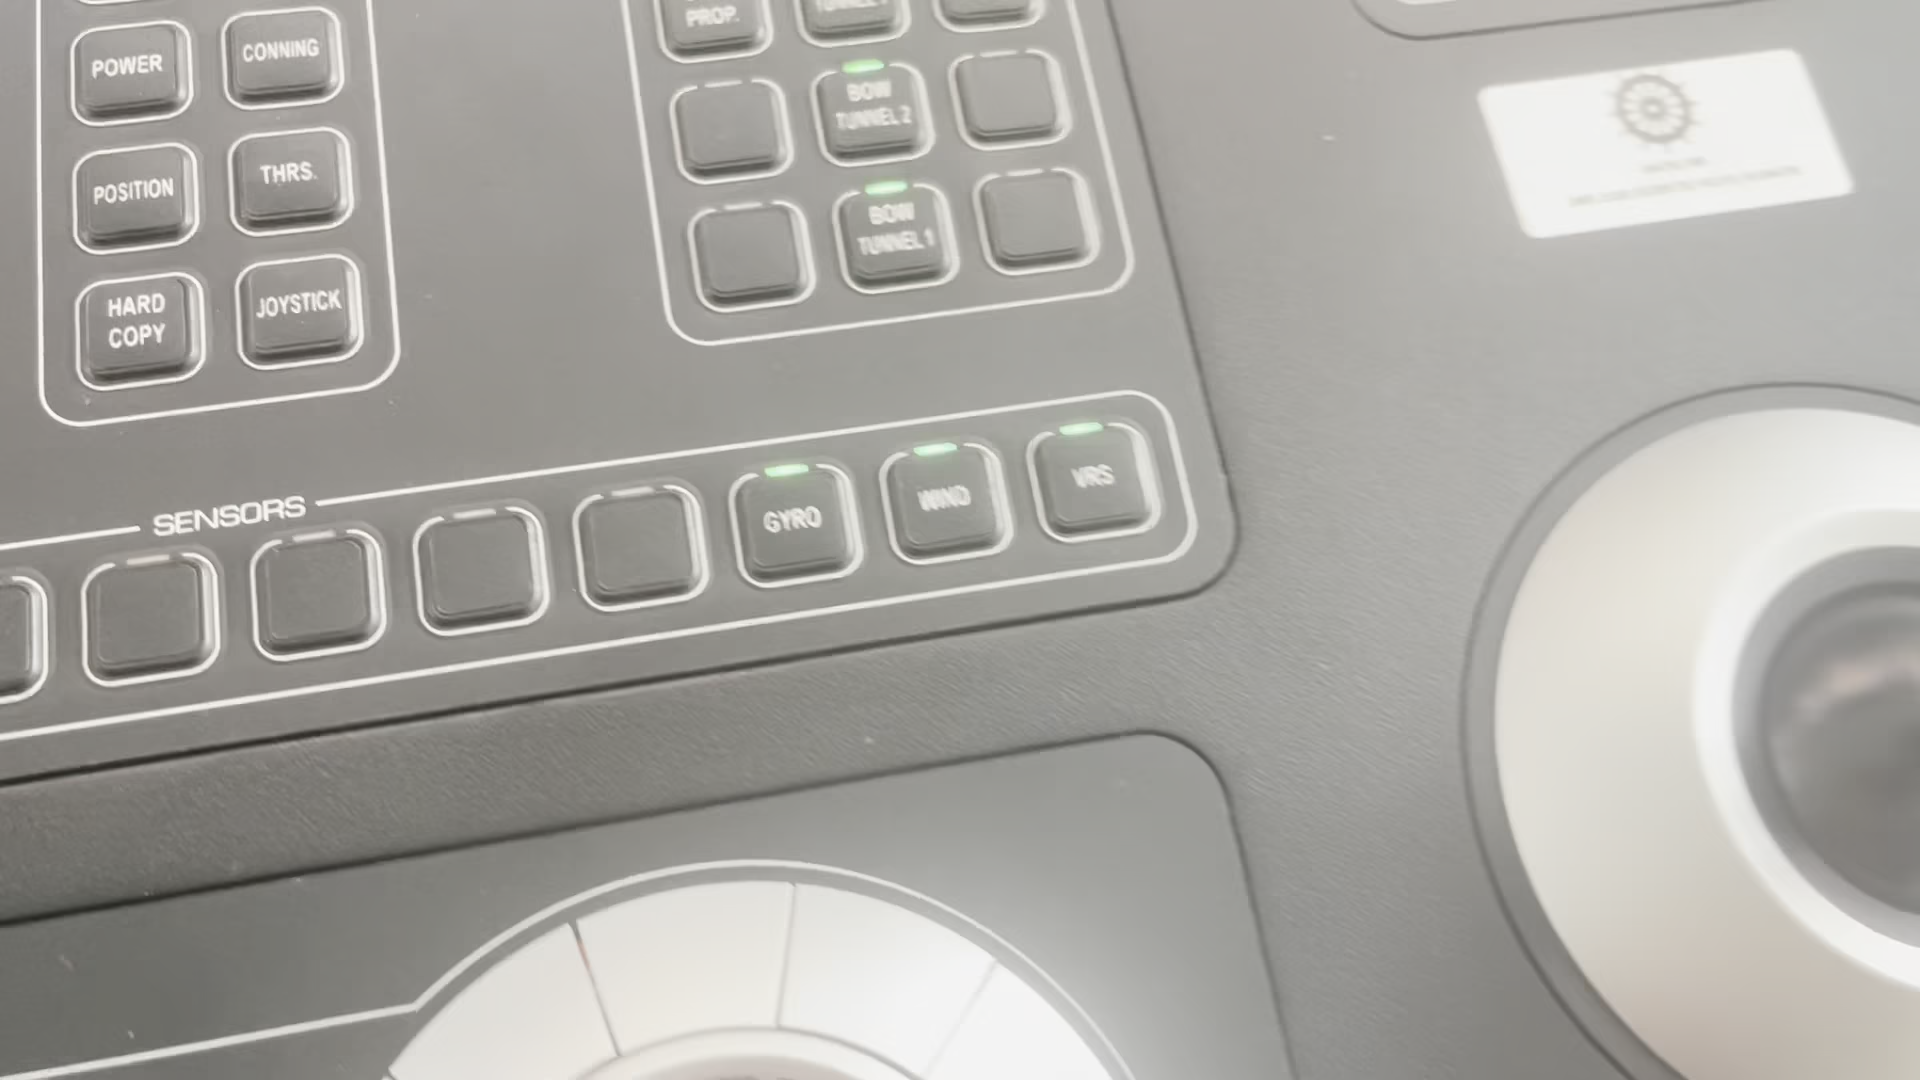 POWER
CONNING
POSITION
THRS.
HARD
COPY
JOYSTICK
PROP.
TUNNEL 1
BOW
TUNNEL 2
BOW
TUNNEL 1
SENSORS
GYRO
WIND
VRS